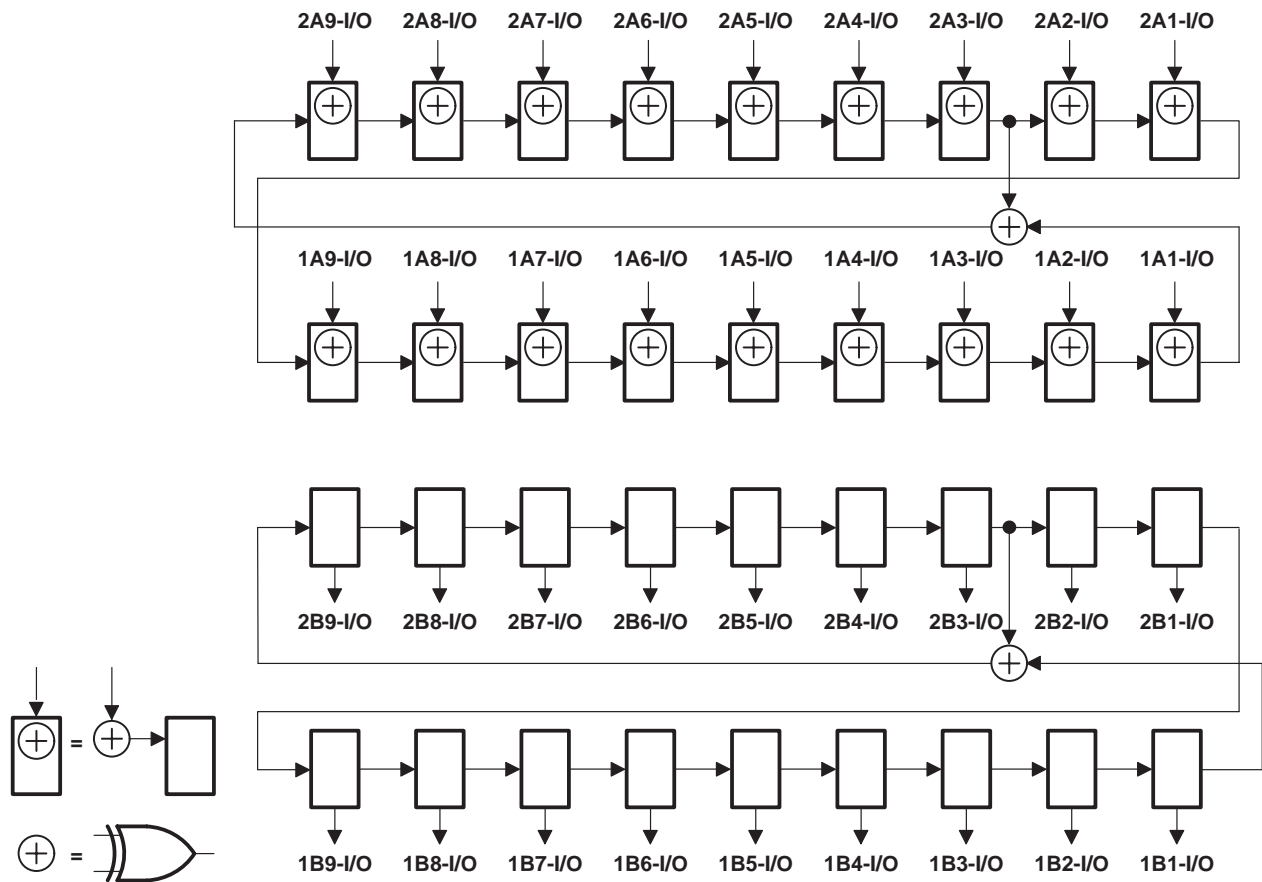 2A9-I/O 2A8-I/O 2A7-I/O 2A6-I/O 2A5-I/O 2A4-I/O 2A3-I/O 2A2-I/O 2A1-I/O
1A9-I/O 1A8-I/O 1A7-I/O 1A6-I/O 1A5-I/O 1A4-I/O 1A3-I/O 1A2-I/O 1A1-I/O
2B9-I/O 2B8-I/O 2B7-I/O 2B6-I/O 2B5-I/O 2B4-I/O 2B3-I/O 2B2-I/O 2B1-I/O
=
=
1B9-I/O 1B8-I/O 1B7-I/O 1B6-I/O 1B5-I/O 1B4-I/O 1B3-I/O 1B2-I/O 1B1-I/O